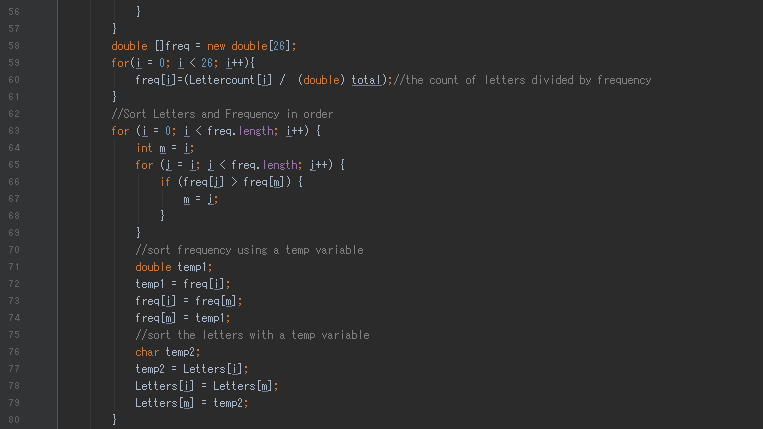 56 }
57 }
58 double []freq = new double[26];
59 for(i = 0; i < 26; i++){
60 freq[i]=(Lettercount[i] / (double) total);//the count of letters divided by frequency
61 }
62 //Sort Letters and Frequency in order
63 for (i = 0; i < freq.length; i++) {
64 int m = i;
65 for (j = i; j < freq.length; j++) {
66 if (freq[j] > freq[m]) {
67 m = j;
68 }
69 }
70 //sort frequency using a temp variable
71 double temp1;
72 temp1 = freq[i];
73 freq[i] = freq[m];
74 freq[m] = temp1;
75 //sort the letters with a temp variable
76 char temp2;
77 temp2 = Letters[i];
78 Letters[i] = Letters[m];
79 Letters[m] = temp2;
80 }